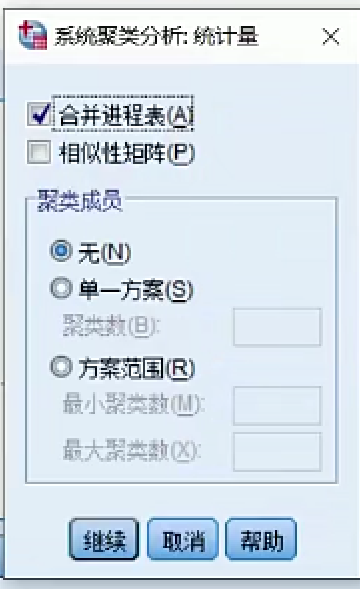 系统聚类分析: 统计量
合并进程表(A)
相似性矩阵(P)
聚类成员
无(N)
单一方案(S)
聚类数(B):
方案范围(R)
最小聚类数(M):
最大聚类数(X):
继续 取消 帮助